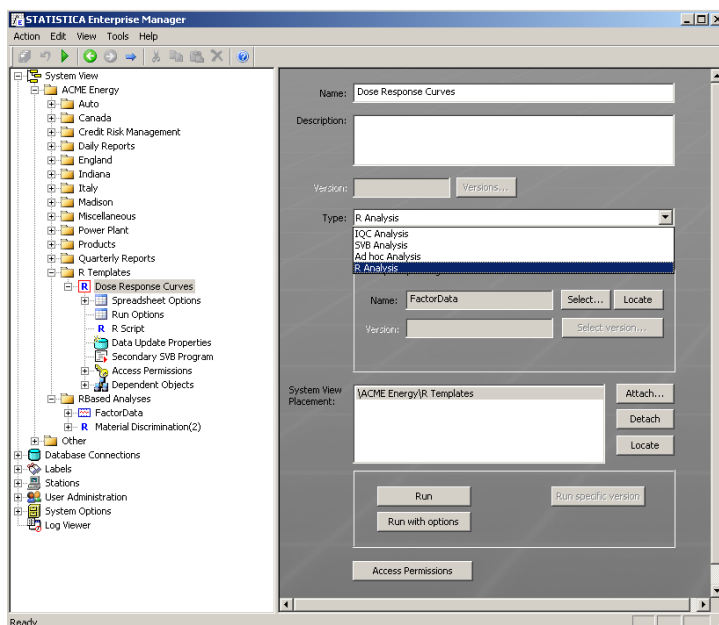 STATISTICA Enterprise Manager
Action Edit View Tools Help
System View
ACME Energy
Auto
Canada
Credit Risk Management
Daily Reports
England
Indiana
Italy
Madison
Miscellaneous
Power Plant
Products
Quarterly Reports
R Templates
R Dose Response Curves
Spreadsheet Options
Run Options
R R Script
Data Update Properties
Secondary SVB Program
Access Permissions
Dependent Objects
RBased Analyses
FactorData
R Material Discrimination(2)
Other
Database Connections
Labels
Stations
User Administration
System Options
Log Viewer
Name: Dose Response Curves
Description:
Version: Versions...
Type: R Analysis
IQC Analysis
SVB Analysis
Ad hoc Analysis
R Analysis
Name: FactorData Select... Locate
Version: Select version...
System View
Placement:
\ACME Energy\R Templates
Attach...
Detach
Locate
Run Run specific version
Run with options
Access Permissions
Ready